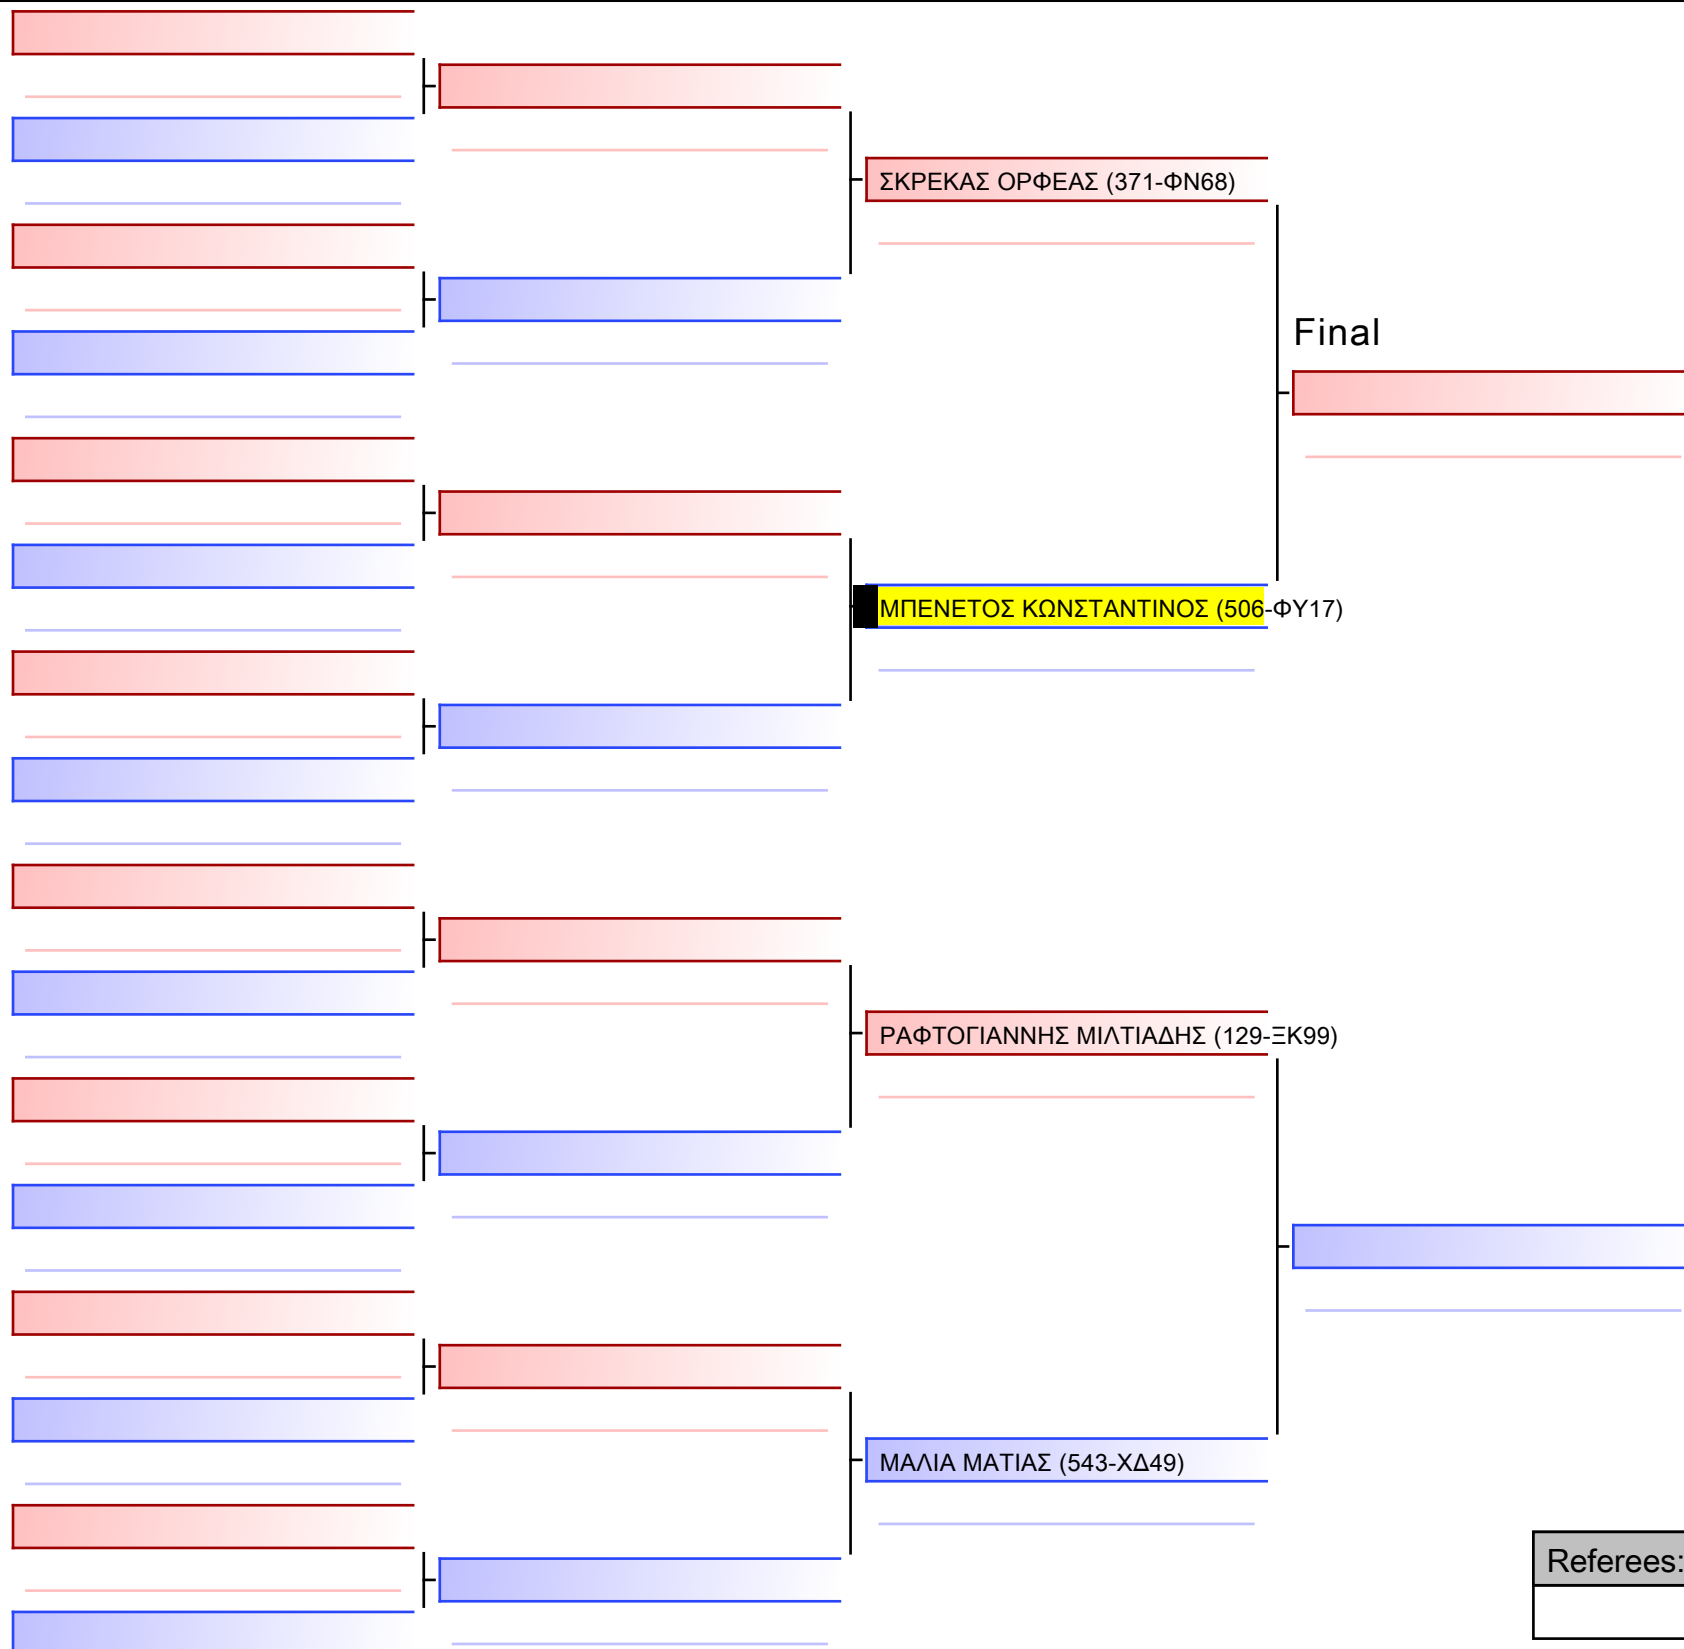 ΣΚΡΕΚΑΣ ΟΡΦΕΑΣ (371-ΦΝ68)
Final
ΜΠΕΝΕΤΟΣ ΚΩΝΣΤΑΝΤΙΝΟΣ (506-ΦΥ17)
ΡΑΦΤΟΓΙΑΝΝΗΣ ΜΙΛΤΙΑΔΗΣ (129-ΞΚ99)
ΜΑΛΙΑ ΜΑΤΙΑΣ (543-ΧΔ49)
Referees: